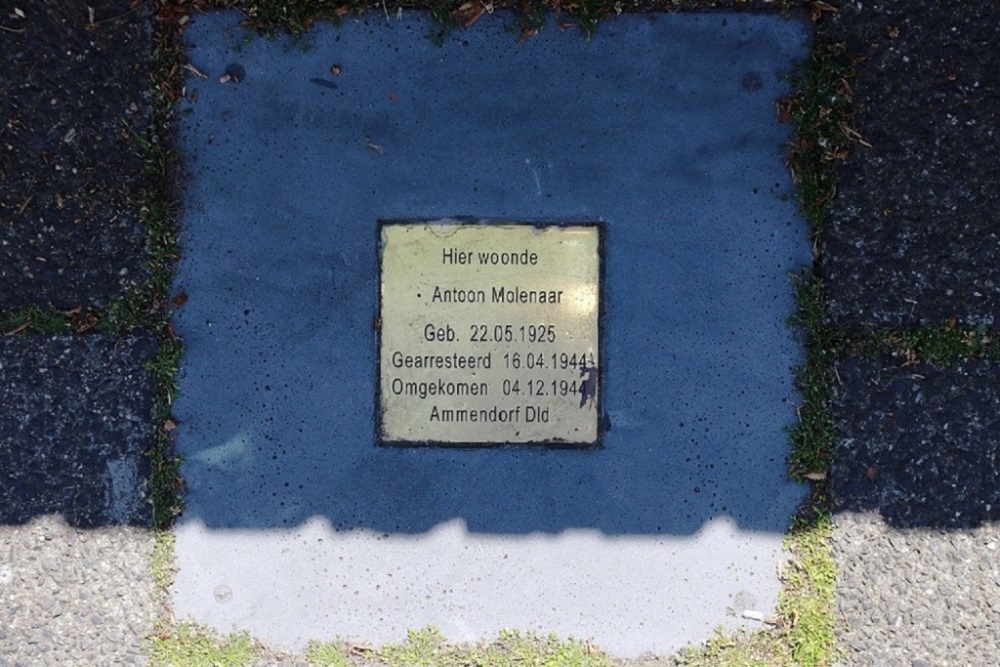 Hier woonde
Antoon Molenaar
Geb. 22.05.1925
Gearresteerd 16.04.1944
Omgekomen 04.12.1944
Ammendorf Dld